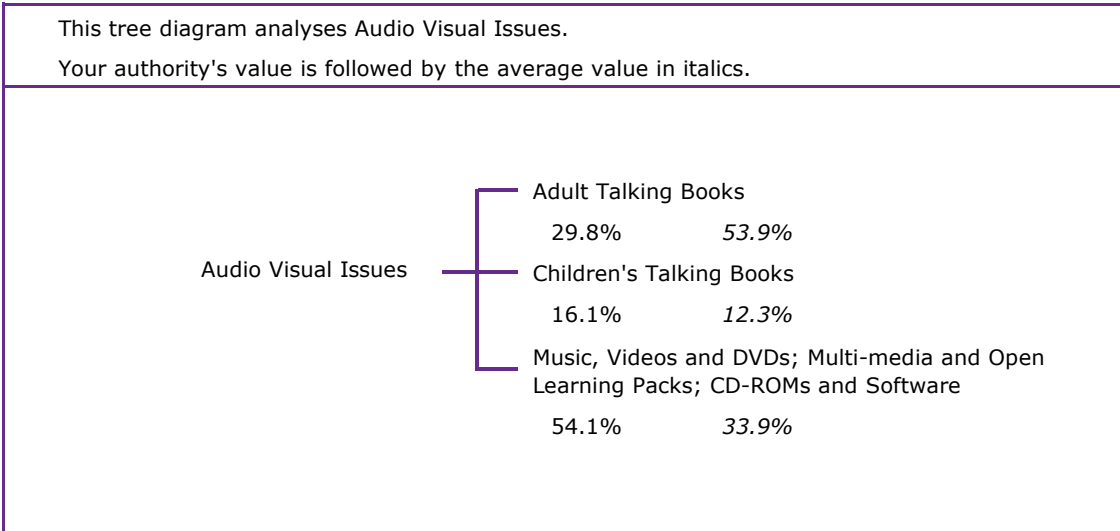 This tree diagram analyses Audio Visual Issues.
Your authority's value is followed by the average value in italics.
Adult Talking Books
29.8% 53.9%
Audio Visual Issues
Children's Talking Books
16.1% 12.3%
Music, Videos and DVDs; Multi-media and Open
Learning Packs; CD-ROMs and Software
54.1% 33.9%